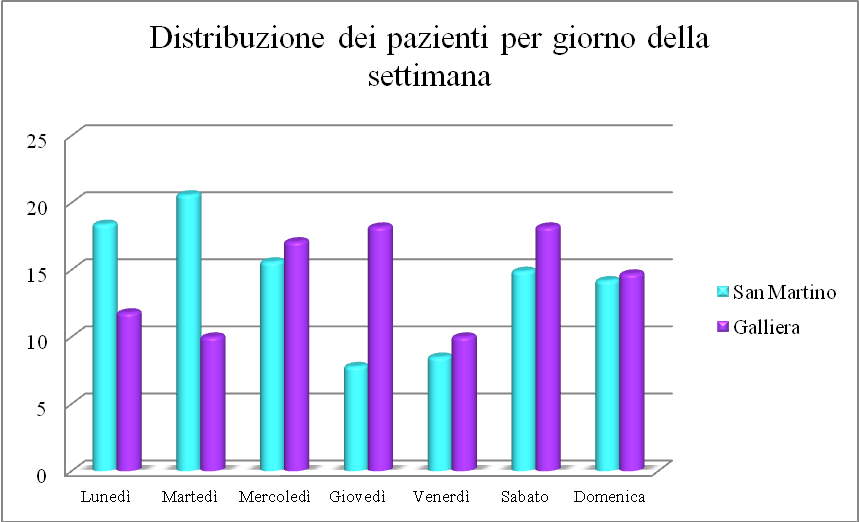 Distribuzione dei pazienti per giorno della
settimana
25
20
15
10
5
0
Lunedì Martedì Mercoledì Giovedì Venerdì Sabato Domenica
San Martino
Galliera